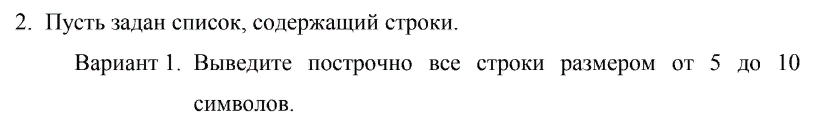 2. Пусть задан список, содержащий строки.
Вариант 1. Выведите построчно все строки размером от 5 до 10
символов.